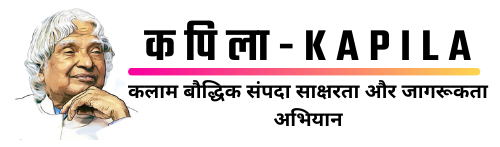 क पि ला - K A P I L A
कलाम बौद्धिक संपदा साक्षरता और जागरूकता
अभियान